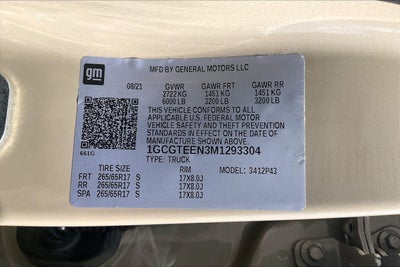 gm
MFD BY GENERAL MOTORS LLC
08/21 GVWR GAWR FRT GAWR RR
2722 KG 1451 KG 1451 KG
6000 LB 3200 LB 3200 LB
THIS VEHICLE CONFORMS TO ALL
APPLICABLE U.S. FEDERAL MOTOR
VEHICLE SAFETY AND THEFT PREVENTION
STANDARDS IN EFFECT ON THE DATE OF
MANUFACTURE SHOWN ABOVE.
1GCGTEEN3M1293304
661G TYPE: TRUCK
TIRE SIZE RIM MODEL: 3412P43
FRT 265/65R17 S 17X8.0J
RR 265/65R17 S 17X8.0J
SPA 265/65R17 S 17X8.0J